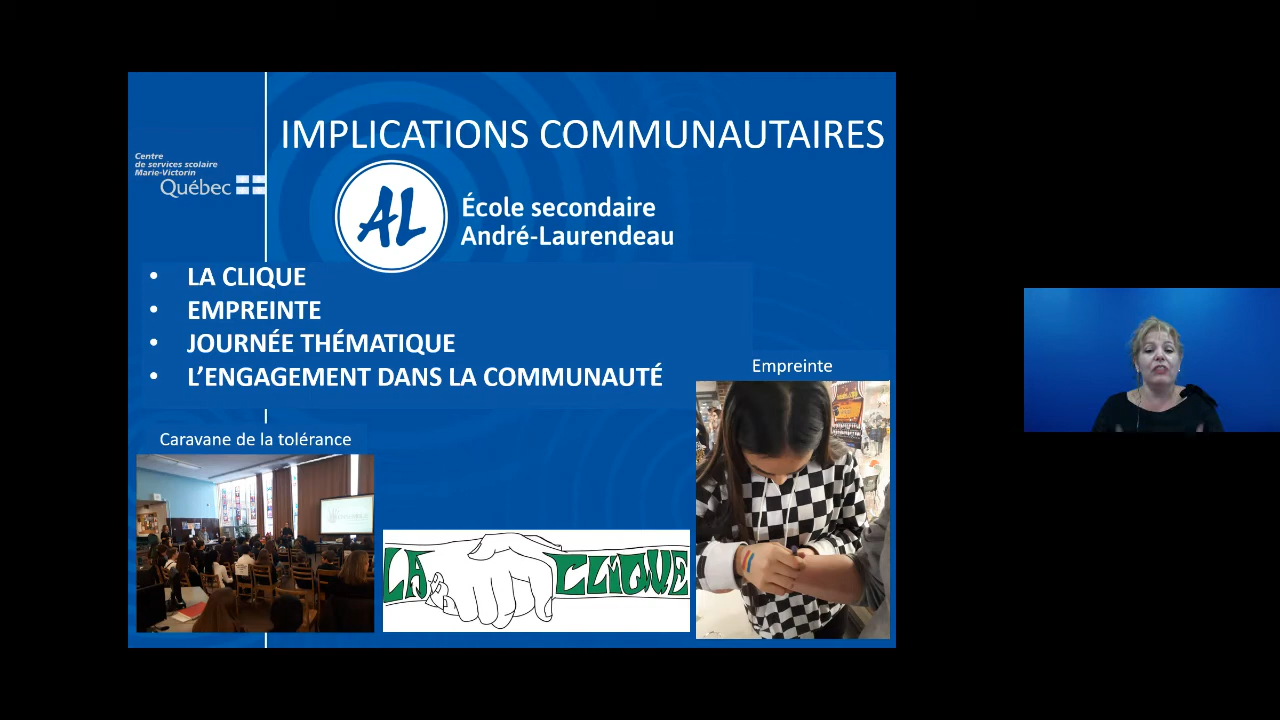 IMPLICATIONS COMMUNAUTAIRES
Centre
de services scolaire
Marie-Victorin
Québec
AL
École secondaire
André-Laurendeau
• LA CLIQUE
• EMPREINTE
• JOURNÉE THÉMATIQUE
• L’ENGAGEMENT DANS LA COMMUNAUTÉ
Empreinte
Caravane de la tolérance
LA CLIQUE